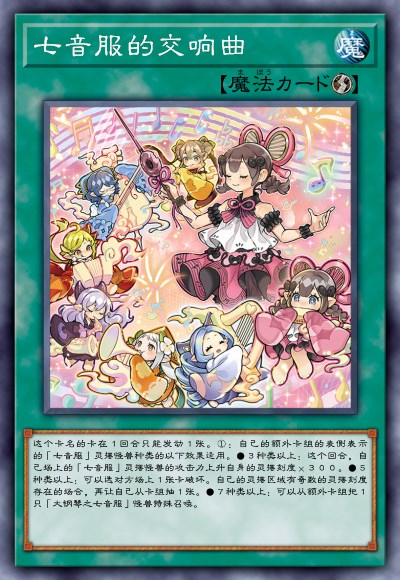 七音服的交响曲
魔
【魔法カード】
ま ほう
这个卡名的卡在1回合只能发动1张。①：自己的额外卡组的表侧表示
的「七音服」灵摆怪兽种类的以下效果适用。●3种类以上：这个回合，自
己场上的「七音服」灵摆怪兽的攻击力上升自身的灵摆刻度×300。●5
种类以上：可以选对方场上1张卡破坏。自己的灵摆区域有奇数的灵摆刻度
存在的场合，再让自己从卡组抽1张。●7种类以上：可以从额外卡组把1
只「大钢琴之七音服」怪兽特殊召唤。